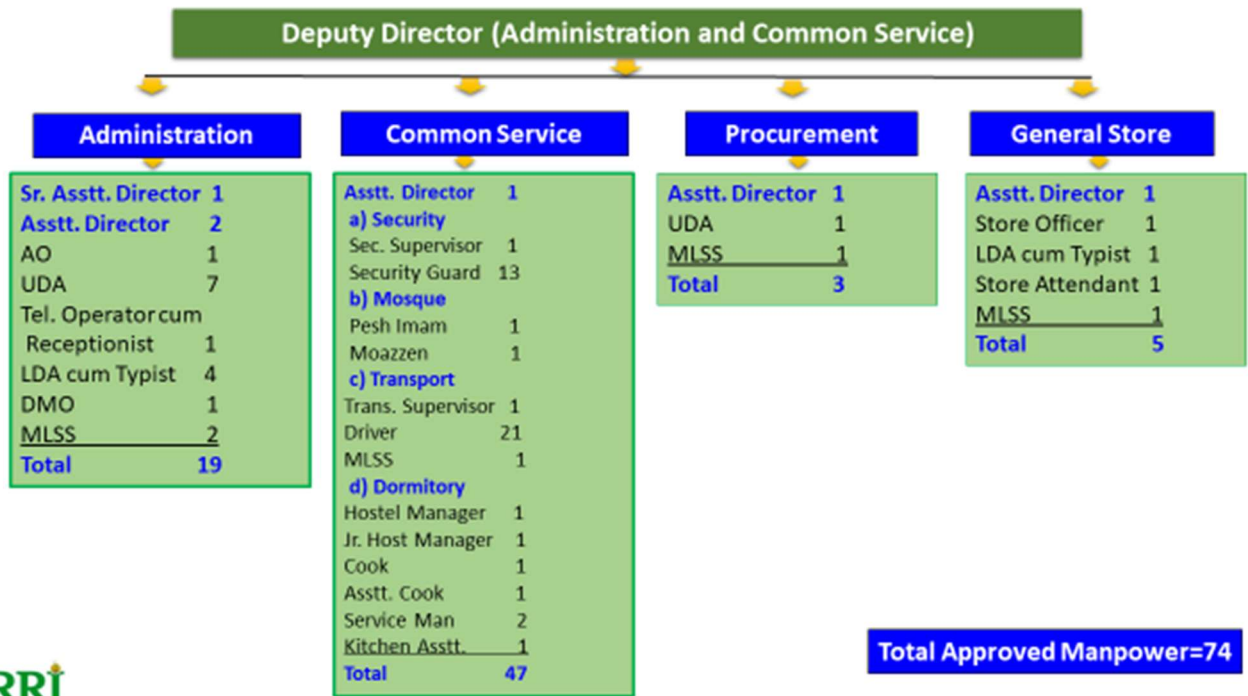 Deputy Director (Administration and Common Service)
Administration
Sr. Asstt. Director 1
Asstt. Director 2
AO 1
UDA 7
Tel. Operator cum
Receptionist 1
LDA cum Typist 4
DMO 1
MLSS 2
Total 19
Common Service
Asstt. Director 1
a) Security
Sec. Supervisor 1
Security Guard 13
b) Mosque
Pesh Imam 1
Moazzen 1
c) Transport
Trans. Supervisor 1
Driver 21
MLSS 1
d) Dormitory
Hostel Manager 1
Jr. Host Manager 1
Cook 1
Asstt. Cook 1
Service Man 2
Kitchen Asstt. 1
Total 47
Procurement
Asstt. Director 1
UDA 1
MLSS 1
Total 3
General Store
Asstt. Director 1
Store Officer 1
LDA cum Typist 1
Store Attendant 1
MLSS 1
Total 5
Total Approved Manpower=74